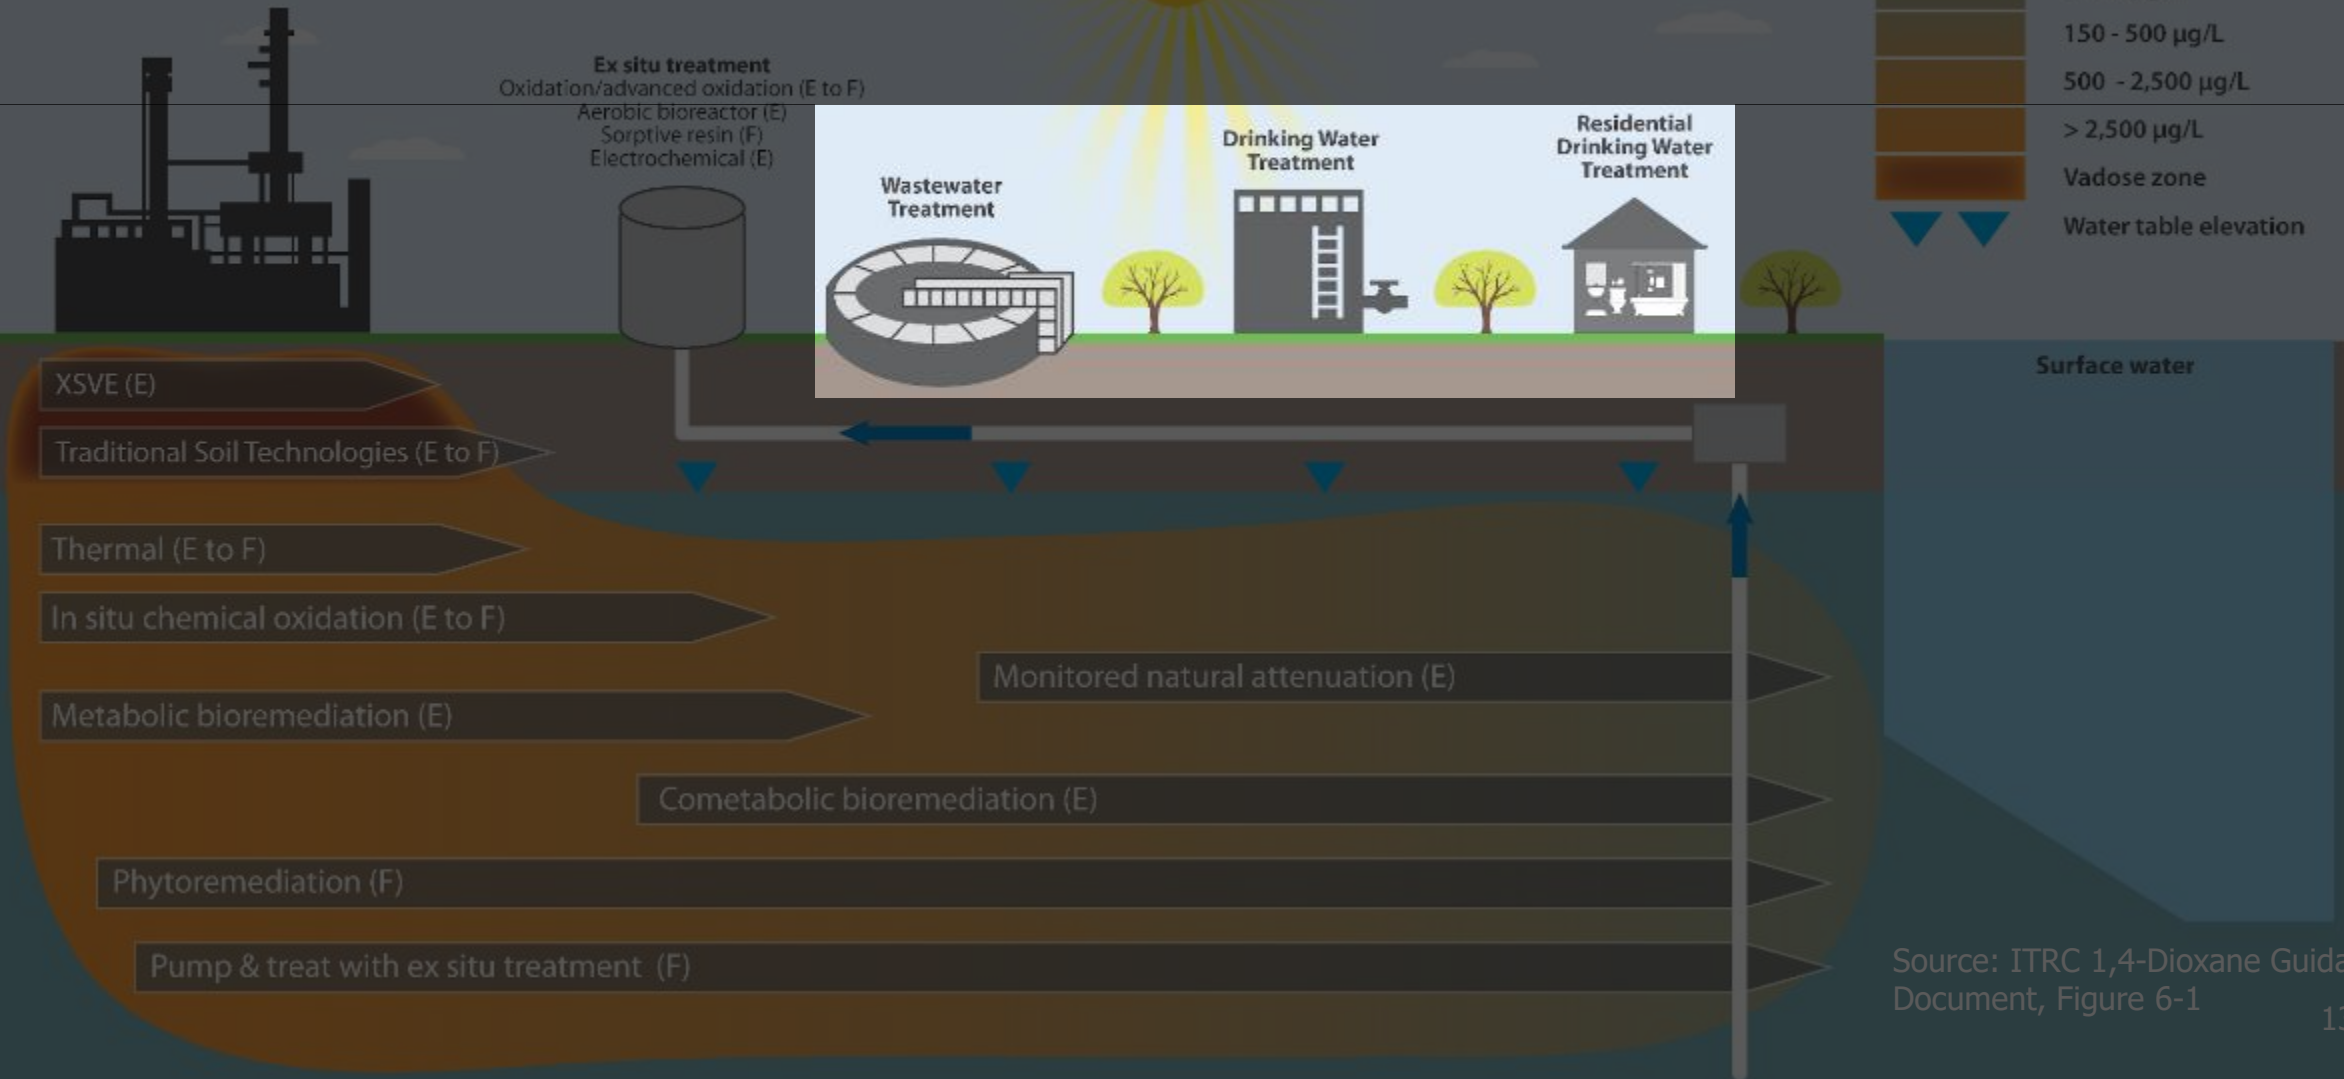 Ex situ treatment
Oxidation/advanced oxidation (E to F)
Aerobic bioreactor (E)
Sorptive resin (F)
Electrochemical (E)
Wastewater
Treatment
Drinking Water
Treatment
Residential
Drinking Water
Treatment
150 - 500 µg/L
500 - 2,500 µg/L
> 2,500 µg/L
Vadose zone
Water table elevation
Surface water
XSVE (E)
Traditional Soil Technologies (E to F)
Thermal (E to F)
In situ chemical oxidation (E to F)
Monitored natural attenuation (E)
Metabolic bioremediation (E)
Cometabolic bioremediation (E)
Phytoremediation (F)
Pump & treat with ex situ treatment (F)
Source: ITRC 1,4-Dioxane
Document, Figure 6-1